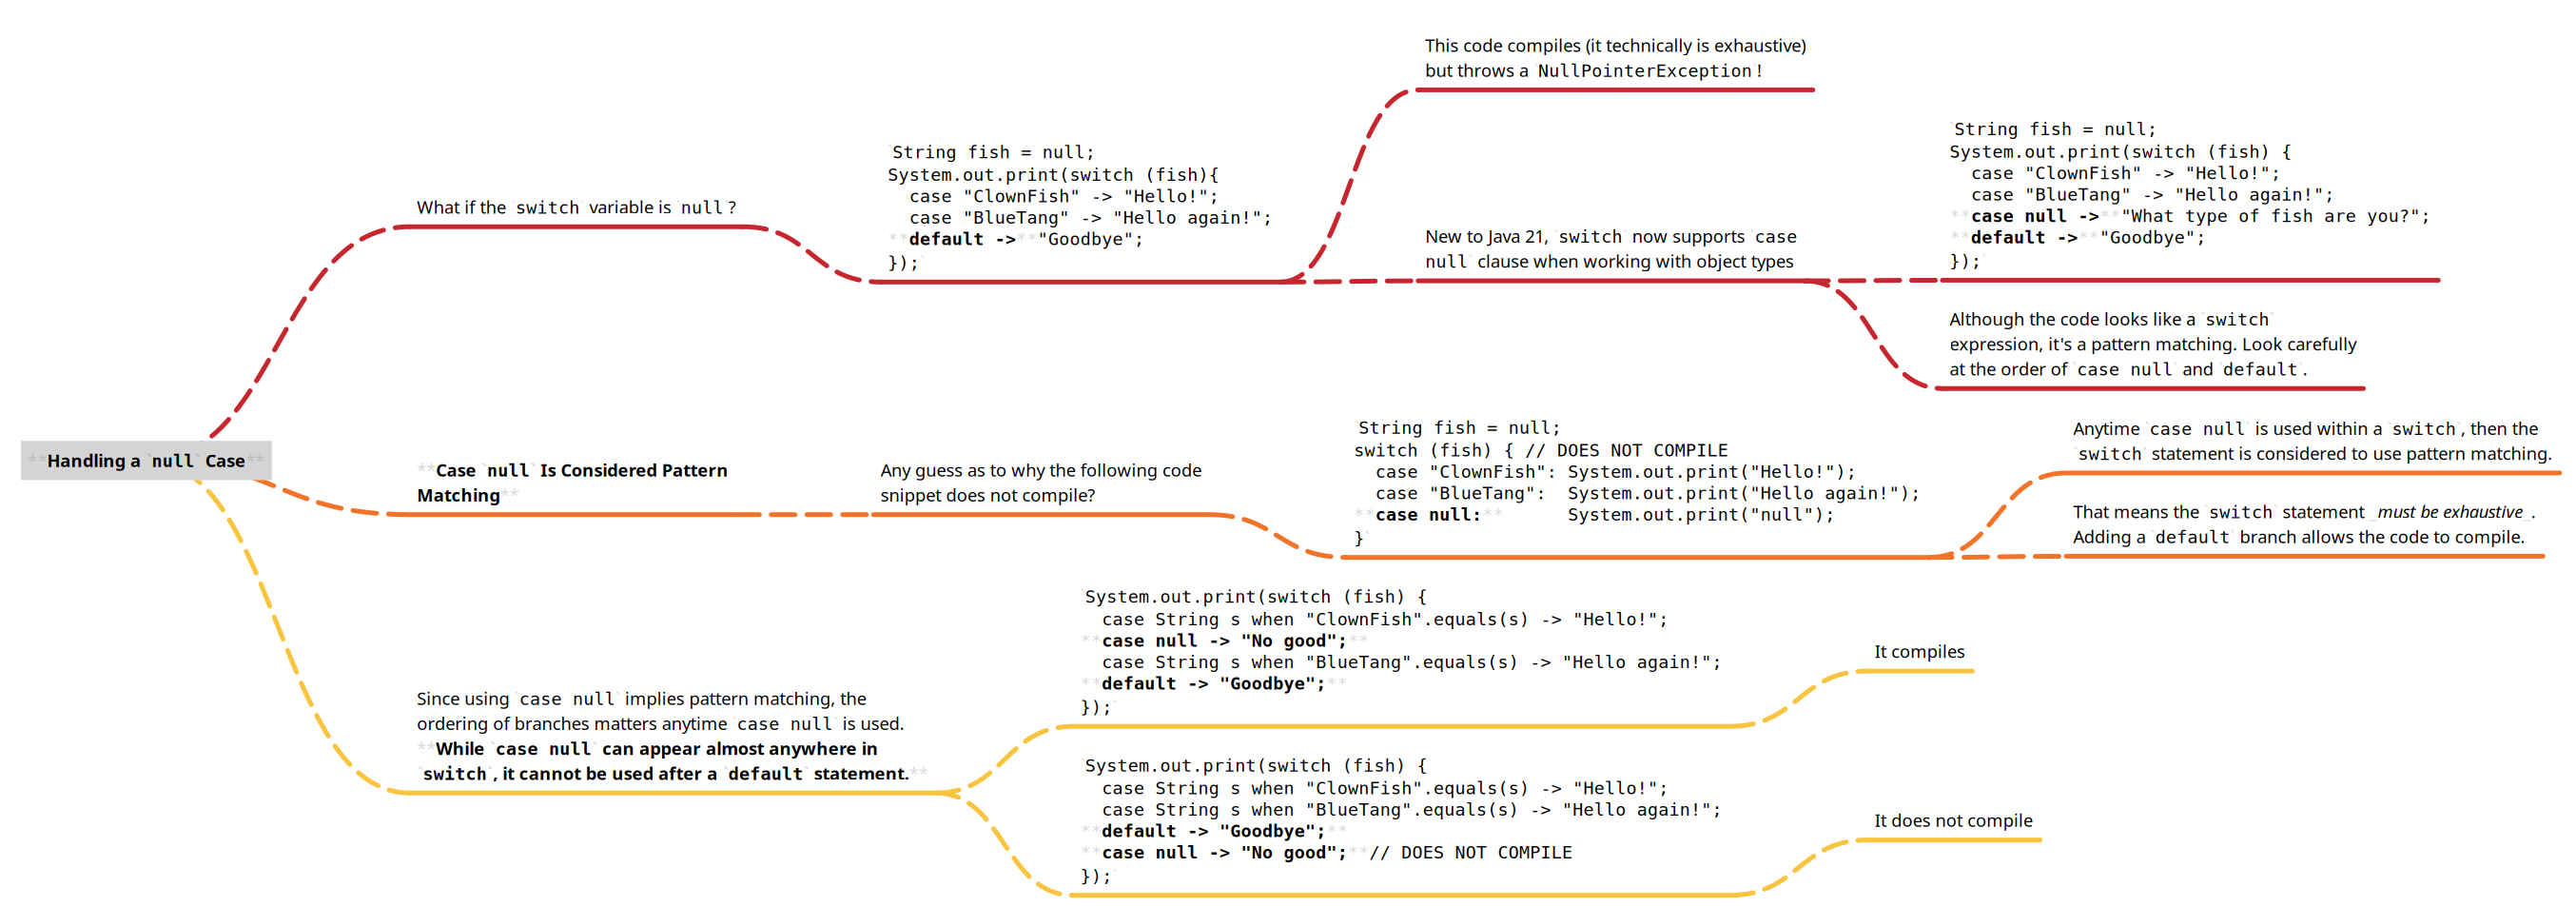 **Handling a `null` Case**
What if the `switch` variable is `null`?
`String fish = null;
System.out.print(switch (fish){
  case "ClownFish" -> "Hello!";
  case "BlueTang" -> "Hello again!";
**default ->**"Goodbye";
});`
This code compiles (it technically is exhaustive)
but throws a `NullPointerException`!
New to Java 21, `switch` now supports `case
null` clause when working with object types
`String fish = null;
System.out.print(switch (fish) {
  case "ClownFish" -> "Hello!";
  case "BlueTang" -> "Hello again!";
**case null ->**"What type of fish are you?";
**default ->**"Goodbye";
});`
Although the code looks like a `switch`
expression, it's a pattern matching. Look carefully
at the order of `case null` and `default`.
**Case `null` Is Considered Pattern
Matching**
Any guess as to why the following code
snippet does not compile?
`String fish = null;
switch (fish) { // DOES NOT COMPILE
  case "ClownFish": System.out.print("Hello!");
  case "BlueTang":  System.out.print("Hello again!");
**case null:**      System.out.print("null");
}`
Anytime `case null` is used within a `switch`, then the
`switch` statement is considered to use pattern matching.
That means the `switch` statement _must be exhaustive_.
Adding a `default` branch allows the code to compile.
Since using `case null` implies pattern matching, the
ordering of branches matters anytime `case null` is used.
**While `case null` can appear almost anywhere in
`switch`, it cannot be used after a `default` statement.**
`System.out.print(switch (fish) {
  case String s when "ClownFish".equals(s) -> "Hello!";
**case null -> "No good";**
  case String s when "BlueTang".equals(s) -> "Hello again!";
**default -> "Goodbye";**
});`
It compiles
`System.out.print(switch (fish) {
  case String s when "ClownFish".equals(s) -> "Hello!";
  case String s when "BlueTang".equals(s) -> "Hello again!";
**default -> "Goodbye";**
**case null -> "No good";**// DOES NOT COMPILE
});`
It does not compile